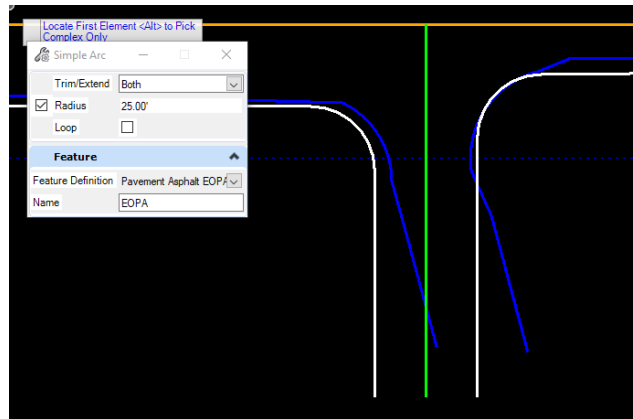 Locate First Element <Alt> to Pick
Complex Only
Simple Arc
Trim/Extend Both
Radius 25.00'
Loop
Feature
Feature Definition Pavement Asphalt EOPA
Name EOPA